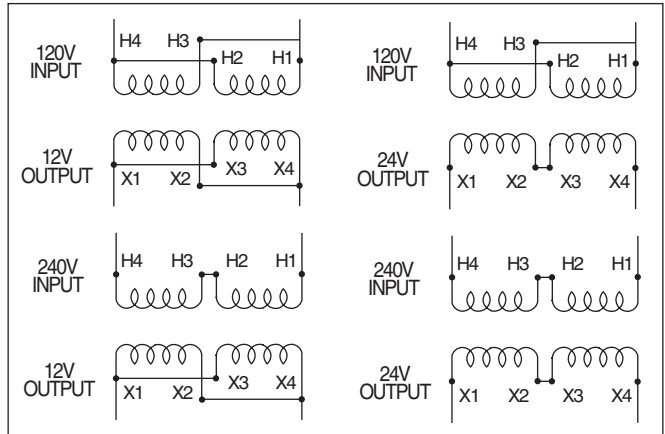 120V
INPUT
H4 H3 H2 H1
12V
OUTPUT
X1 X2 X3 X4
120V
INPUT
H4 H3 H2 H1
24V
OUTPUT
X1 X2 X3 X4
240V
INPUT
H4 H3 H2 H1
12V
OUTPUT
X1 X2 X3 X4
240V
INPUT
H4 H3 H2 H1
24V
OUTPUT
X1 X2 X3 X4